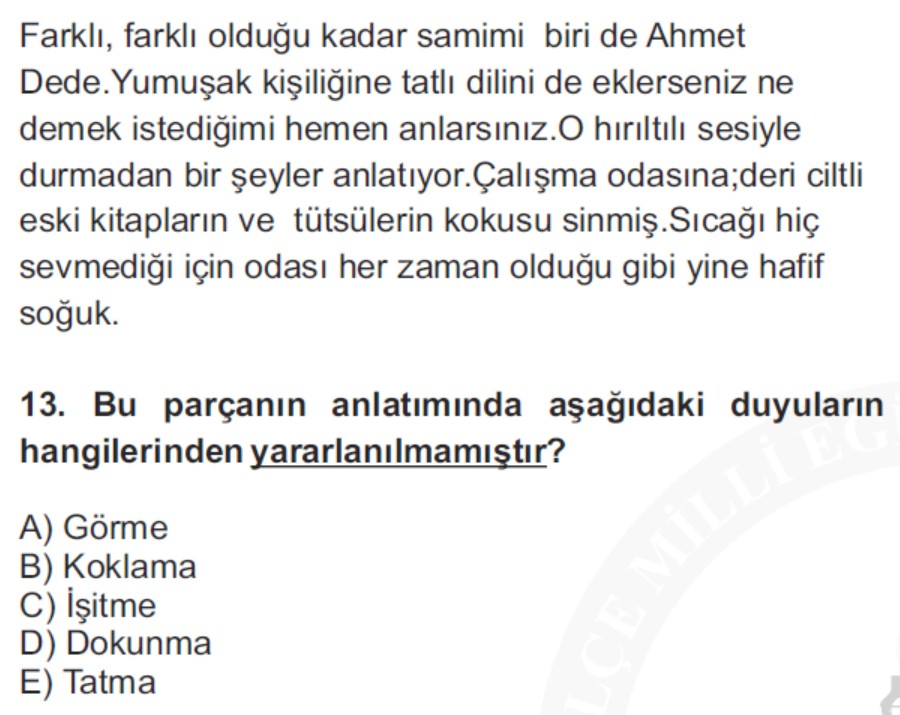 Farklı, farklı olduğu kadar samimi biri de Ahmet
Dede.Yumuşak kişiliğine tatlı dilini de eklerseniz ne
demek istediğimi hemen anlarsınız.O hırıltılı sesiyle
durmadan bir şeyler anlatıyor.Çalışma odasına;deri ciltli
eski kitapların ve tütsülerin kokusu sinmiş.Sıcağı hiç
sevmediği için odası her zaman olduğu gibi yine hafif
soğuk.
13. Bu parçanın anlatımında aşağıdaki duyuların
hangilerinden yararlanılmamıştır?
A) Görme
B) Koklama
C) İşitme
D) Dokunma
E) Tatma
LÇE MİLLİ EĞİ